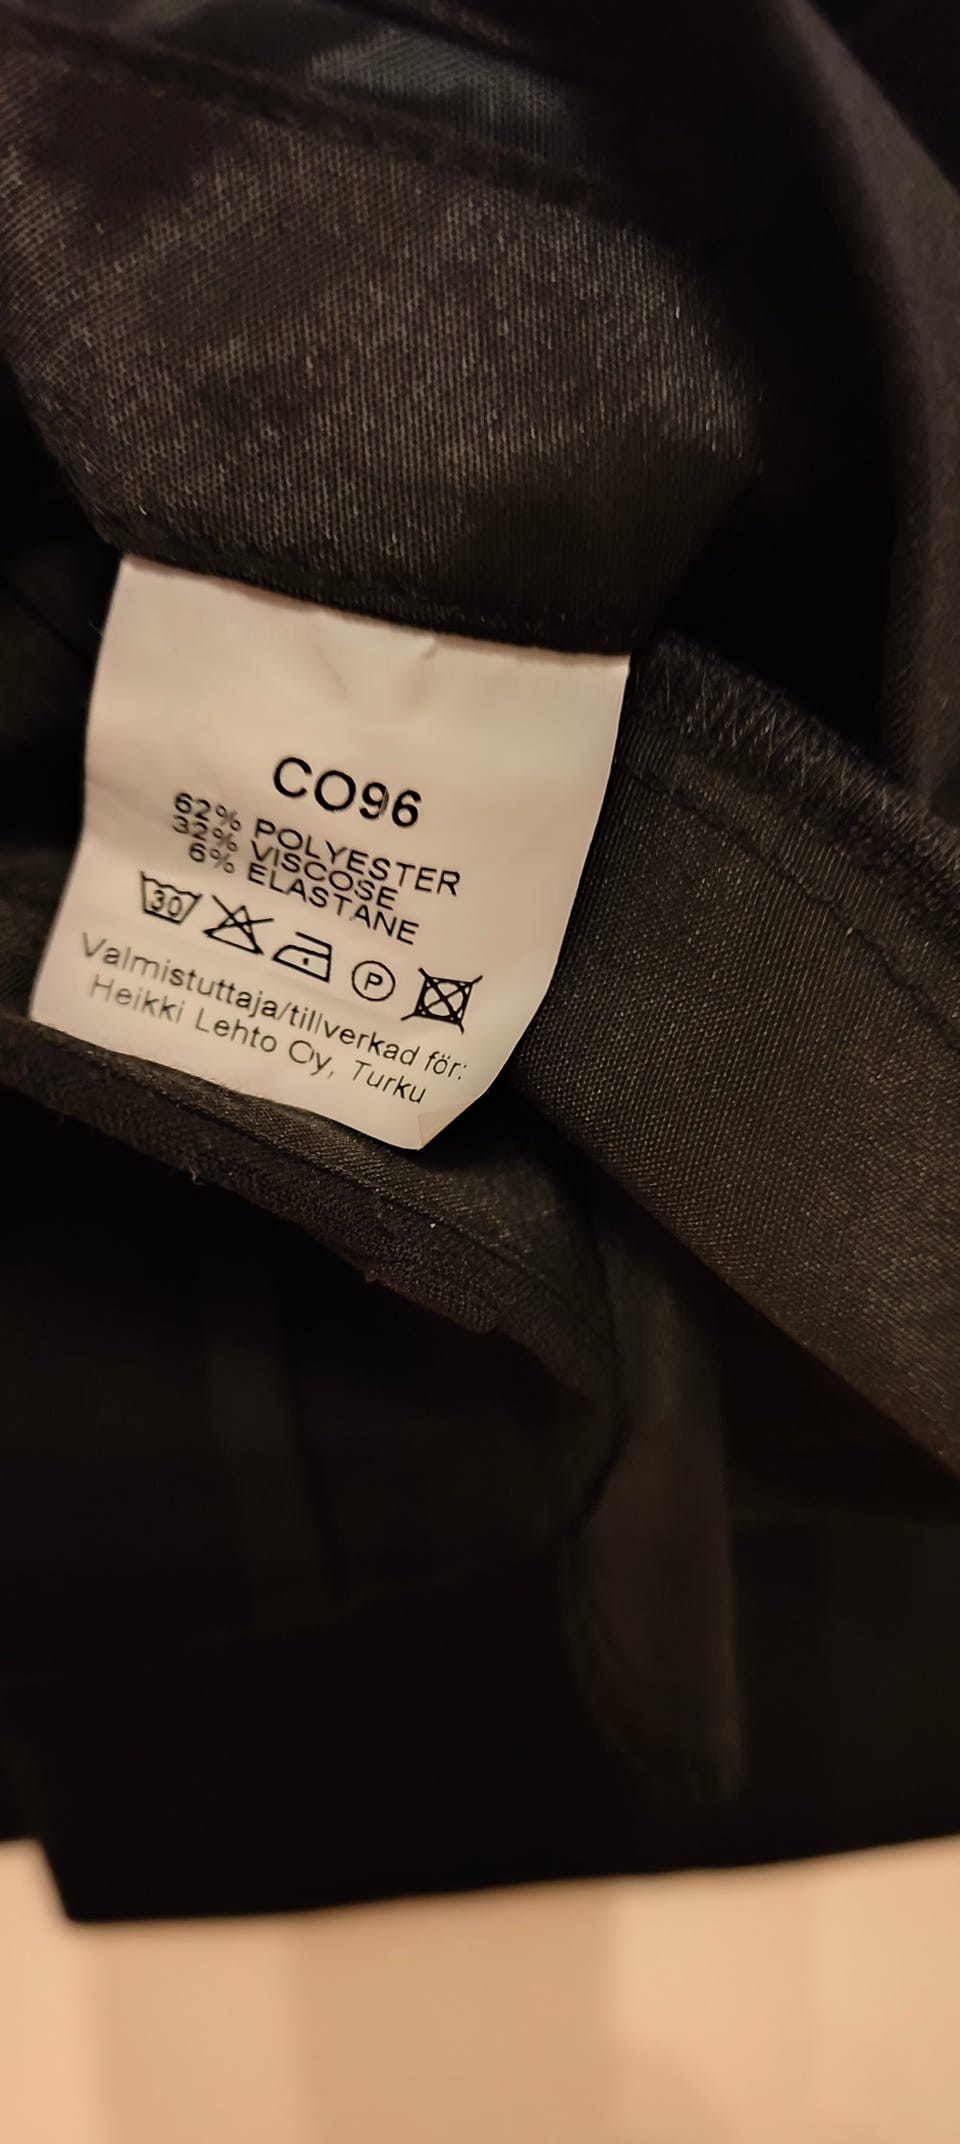 CO96
62% POLYESTER
32% VISCOSE
6% ELASTANE
30 P
Valmistuttaja/tillverkad för:
Heikki Lehto Oy, Turku